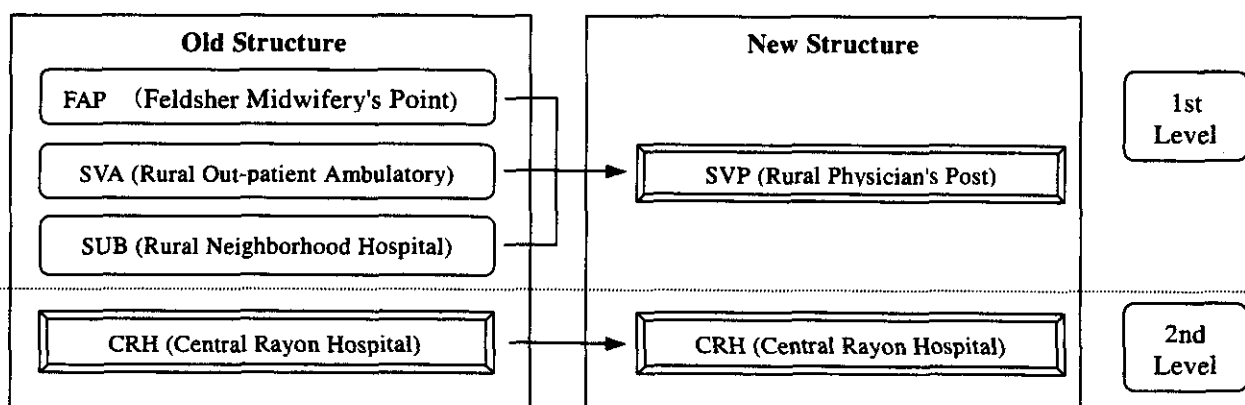 Old Structure
New Structure
FAP (Feldsher Midwifery's Point)
1st
Level
SVA (Rural Out-patient Ambulatory)
SVP (Rural Physician's Post)
SUB (Rural Neighborhood Hospital)
CRH (Central Rayon Hospital)
CRH (Central Rayon Hospital)
2nd
Level